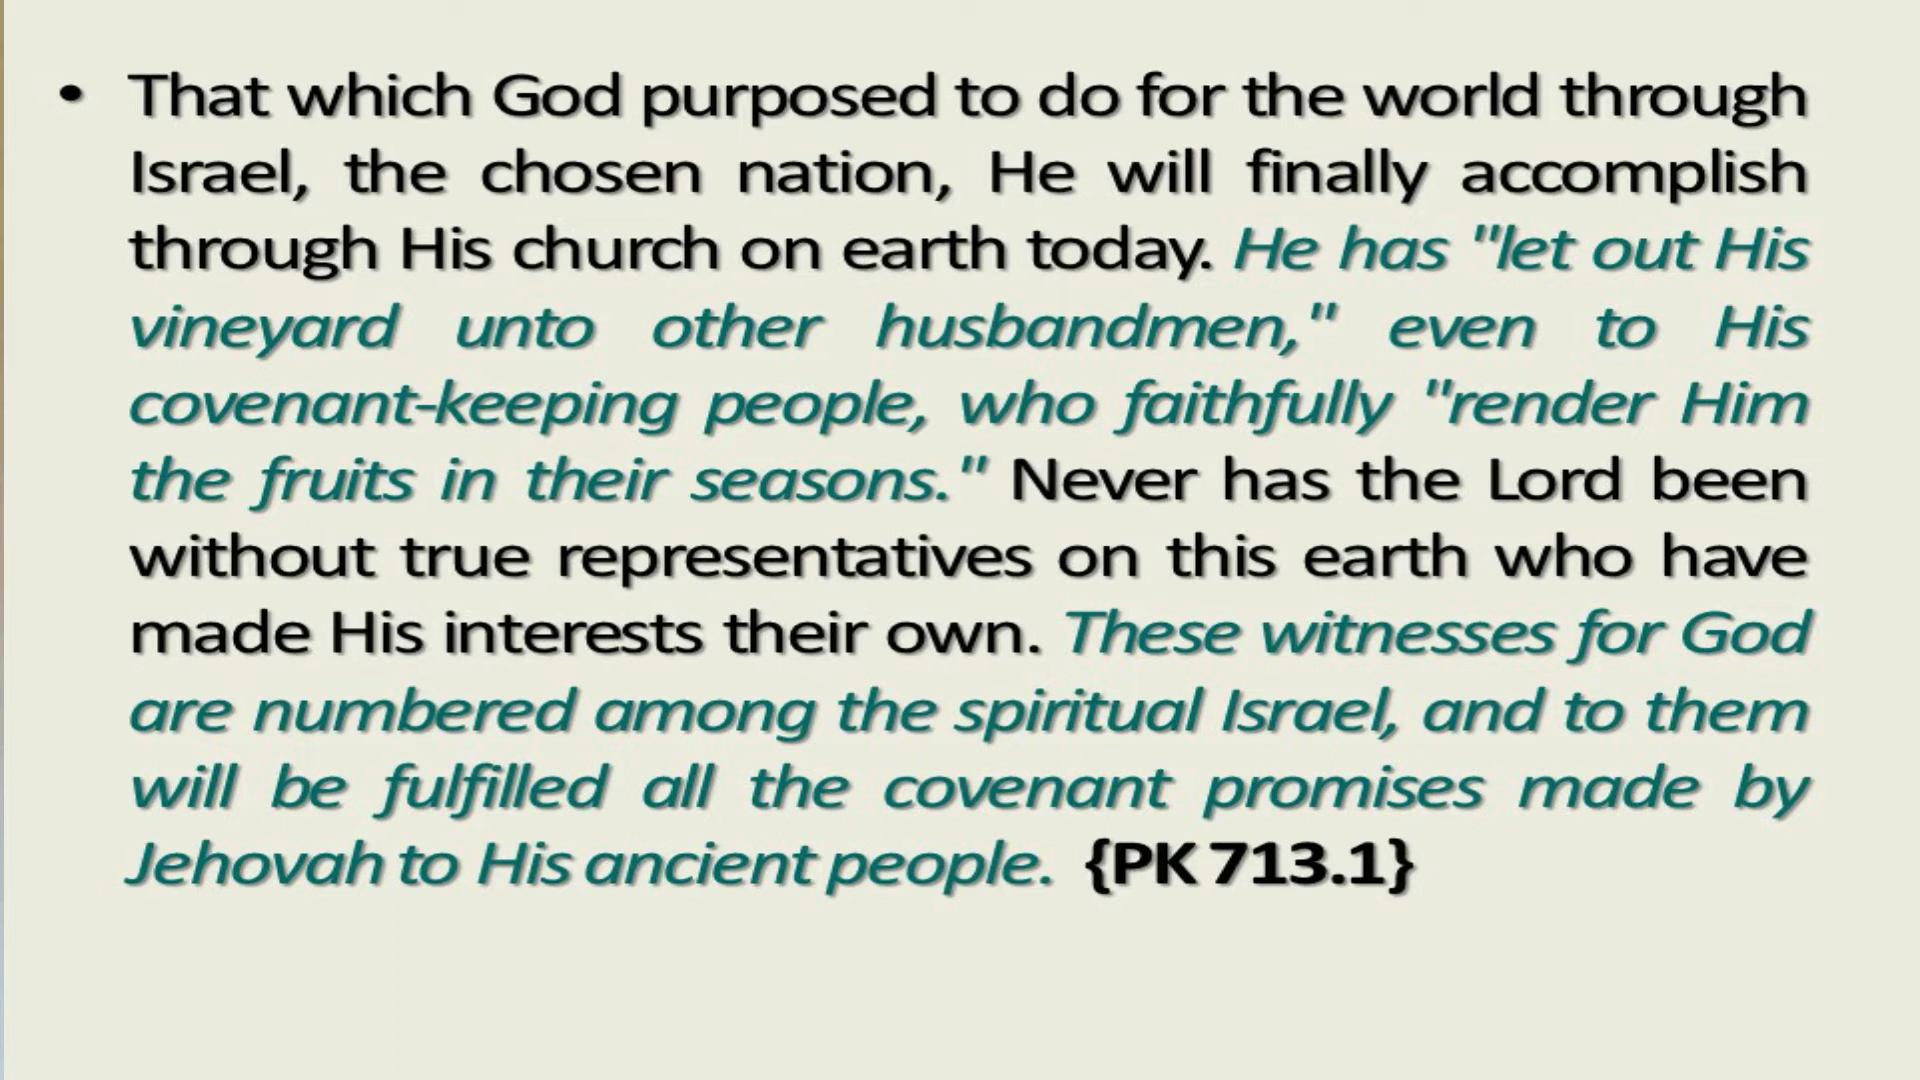 • That which God purposed to do for the world through
Israel, the chosen nation, He will finally accomplish
through His church on earth today. He has "let out His
vineyard unto other husbandmen," even to His
covenant-keeping people, who faithfully "render Him
the fruits in their seasons." Never has the Lord been
without true representatives on this earth who have
made His interests their own. These witnesses for God
are numbered among the spiritual Israel, and to them
will be fulfilled all the covenant promises made by
Jehovah to His ancient people. {PK 713.1}